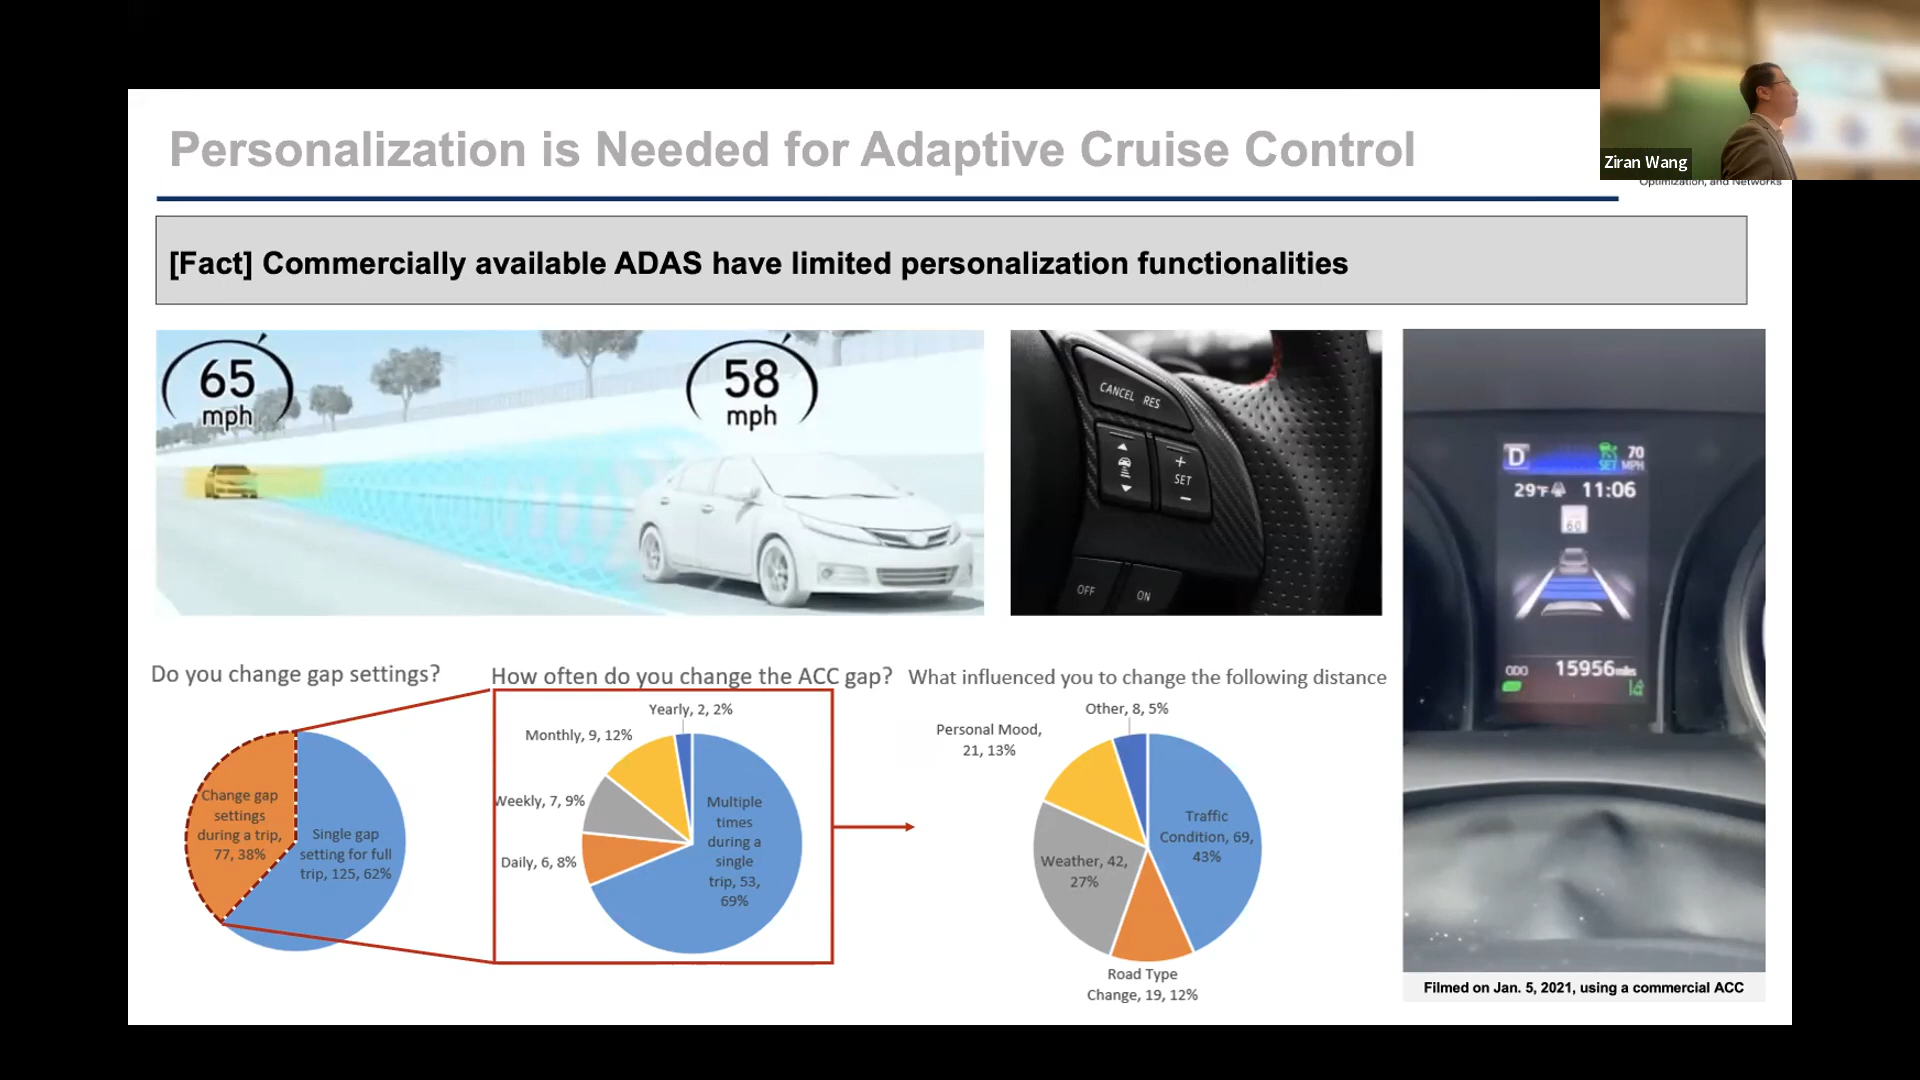 Personalization is Needed for Adaptive Cruise Control
Ziran Wang
Optimization, and Networks
[Fact] Commercially available ADAS have limited personalization functionalities
65
mph
58
mph
CANCEL RES
+
SET
−
OFF
ON
D
SET
70
MPH
29°F
11:06
60
ODO
15956miles
Do you change gap settings?
Change gap
settings
during a trip,
77, 38%
Single gap
setting for full
trip, 125, 62%
How often do you change the ACC gap?
Yearly, 2, 2%
Monthly, 9, 12%
Weekly, 7, 9%
Daily, 6, 8%
Multiple
times
during a
single
trip, 53,
69%
What influenced you to change the following distance
Other, 8, 5%
Personal Mood,
21, 13%
Traffic
Condition, 69,
43%
Weather, 42,
27%
Road Type
Change, 19, 12%
Filmed on Jan. 5, 2021, using a commercial ACC